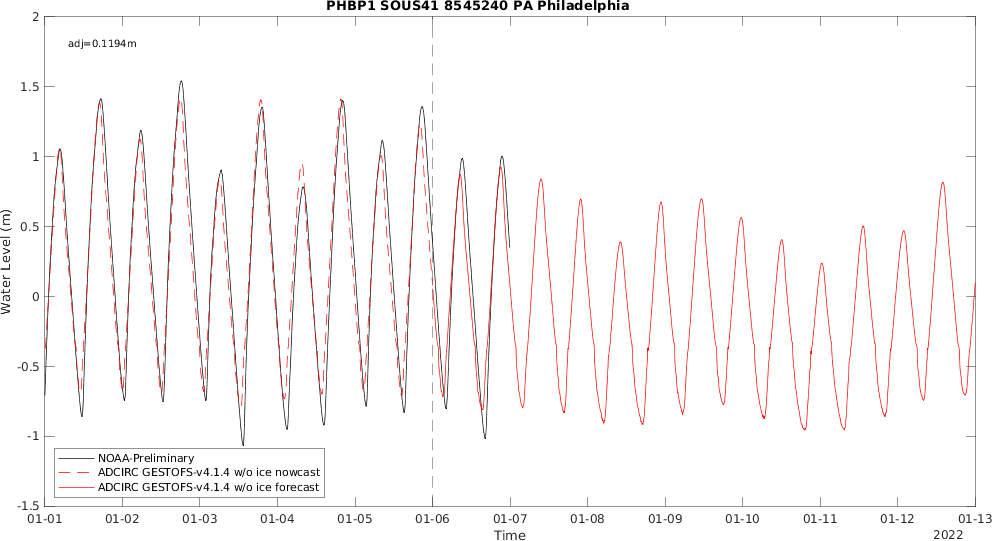 PHBP1 SOUS41 8545240 PA Philadelphia
adj=0.1194m
2
1.5
1
0.5
0
-0.5
-1
-1.5
Water Level (m)
NOAA-Preliminary
ADCIRC GESTOFS-v4.1.4 w/o ice nowcast
ADCIRC GESTOFS-v4.1.4 w/o ice forecast
01-01 01-02 01-03 01-04 01-05 01-06 01-07 01-08 01-09 01-10 01-11 01-12 01-13
Time
2022